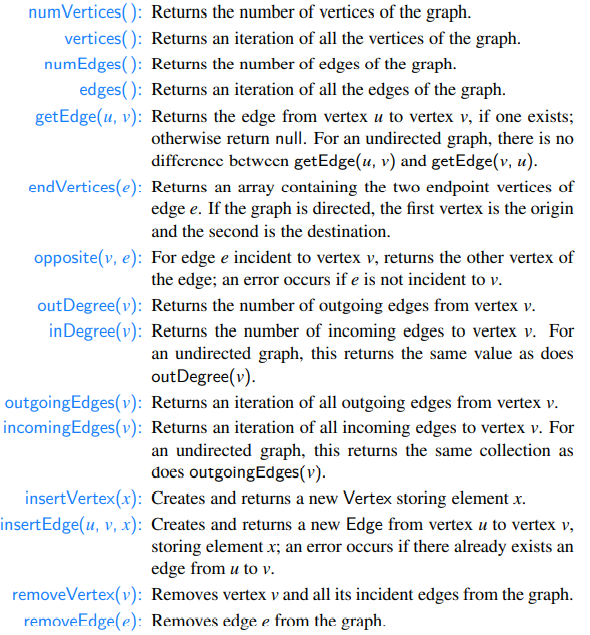 numVertices( ): Returns the number of vertices of the graph.
vertices( ): Returns an iteration of all the vertices of the graph.
numEdges( ): Returns the number of edges of the graph.
edges( ): Returns an iteration of all the edges of the graph.
getEdge(u, v): Returns the edge from vertex u to vertex v, if one exists;
otherwise return null. For an undirected graph, there is no
difference between getEdge(u, v) and getEdge(v, u).
endVertices(e): Returns an array containing the two endpoint vertices of
edge e. If the graph is directed, the first vertex is the origin
and the second is the destination.
opposite(v, e): For edge e incident to vertex v, returns the other vertex of
the edge; an error occurs if e is not incident to v.
outDegree(v): Returns the number of outgoing edges from vertex v.
inDegree(v): Returns the number of incoming edges to vertex v. For
an undirected graph, this returns the same value as does
outDegree(v).
outgoingEdges(v): Returns an iteration of all outgoing edges from vertex v.
incomingEdges(v): Returns an iteration of all incoming edges to vertex v. For
an undirected graph, this returns the same collection as
does outgoingEdges(v).
insertVertex(x): Creates and returns a new Vertex storing element x.
insertEdge(u, v, x): Creates and returns a new Edge from vertex u to vertex v,
storing element x; an error occurs if there already exists an
edge from u to v.
removeVertex(v): Removes vertex v and all its incident edges from the graph.
removeEdge(e): Removes edge e from the graph.